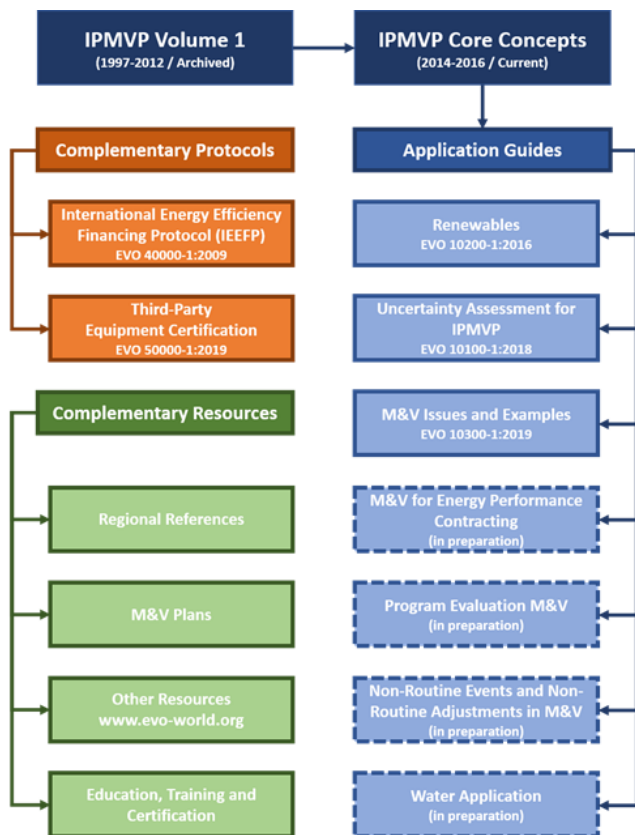 IPMVP Volume 1
(1997-2012 / Archived)
IPMVP Core Concepts
(2014-2016 / Current)
Complementary Protocols
International Energy Efficiency
Financing Protocol (IEEFP)
EVO 40000-1:2009
Third-Party
Equipment Certification
EVO 50000-1:2019
Complementary Resources
Regional References
M&V Plans
Other Resources
www.evo-world.org
Education, Training and
Certification
Application Guides
Renewables
EVO 10200-1:2016
Uncertainty Assessment for
IPMVP
EVO 10100-1:2018
M&V Issues and Examples
EVO 10300-1:2019
M&V for Energy Performance
Contracting
(in preparation)
Program Evaluation M&V
(in preparation)
Non-Routine Events and Non-
Routine Adjustments in M&V
(in preparation)
Water Application
(in preparation)